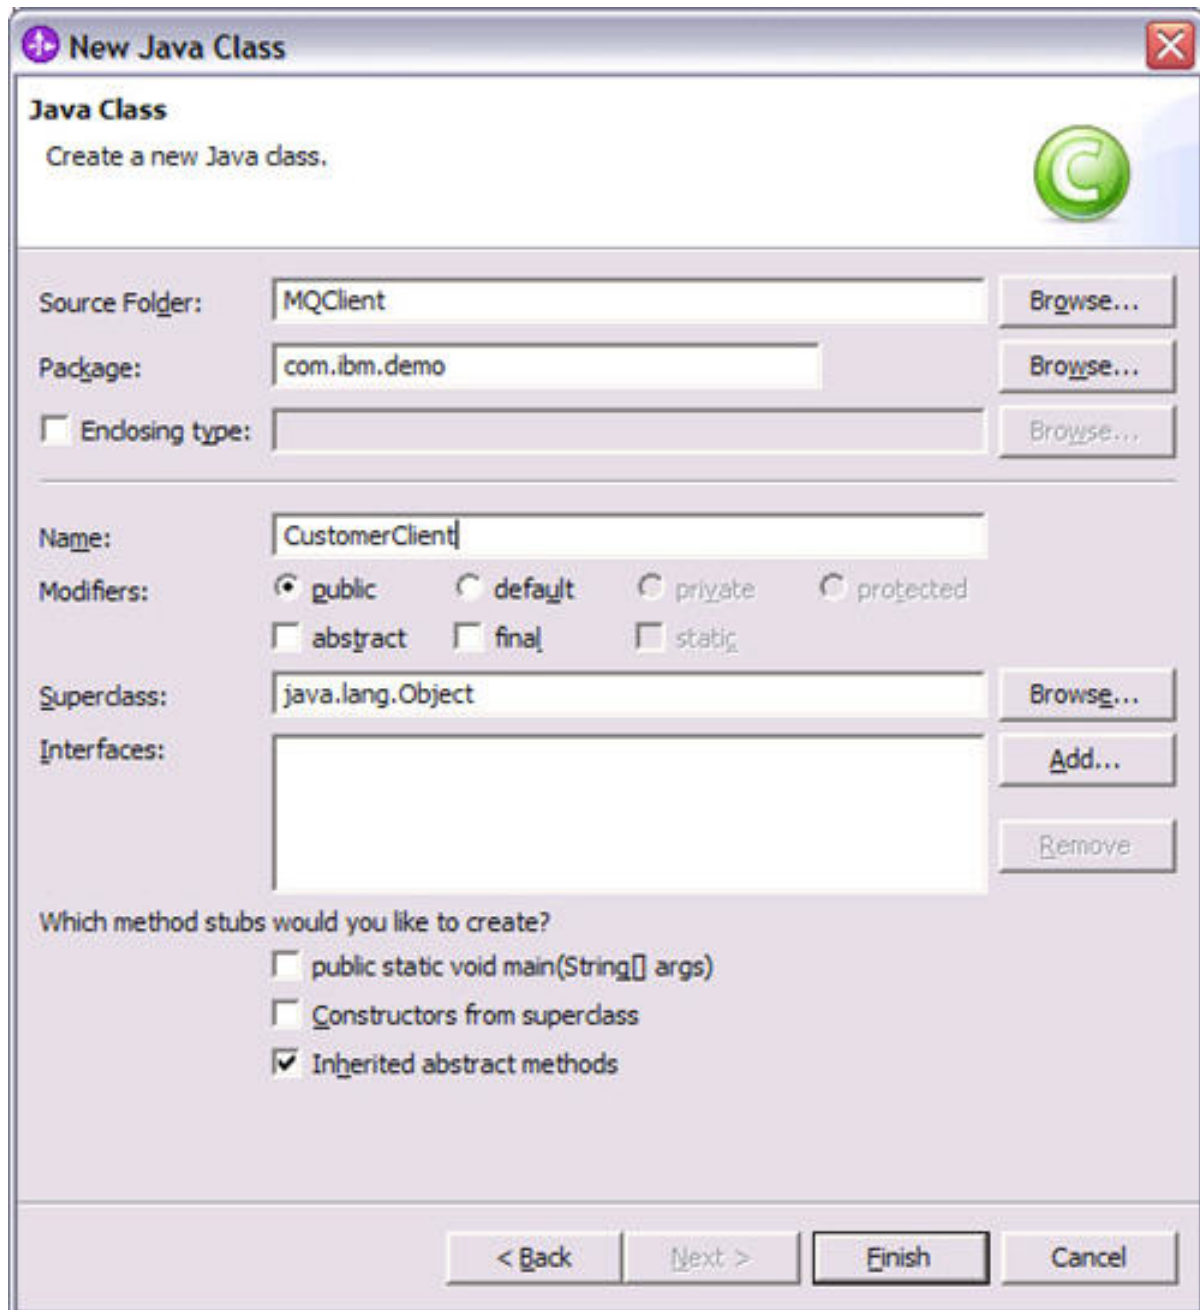 New Java Class
Java Class
Create a new Java class.
C
Source Folder: MQClient Browse...
Package: com.ibm.demo Browse...
Enclosing type: Browse...
Name: CustomerClient
Modifiers: public default private protected
abstract final static
Superclass: java.lang.Object Browse...
Interfaces: Add...
Remove
Which method stubs would you like to create?
public static void main(String[] args)
Constructors from superclass
Inherited abstract methods
< Back Next > Finish Cancel